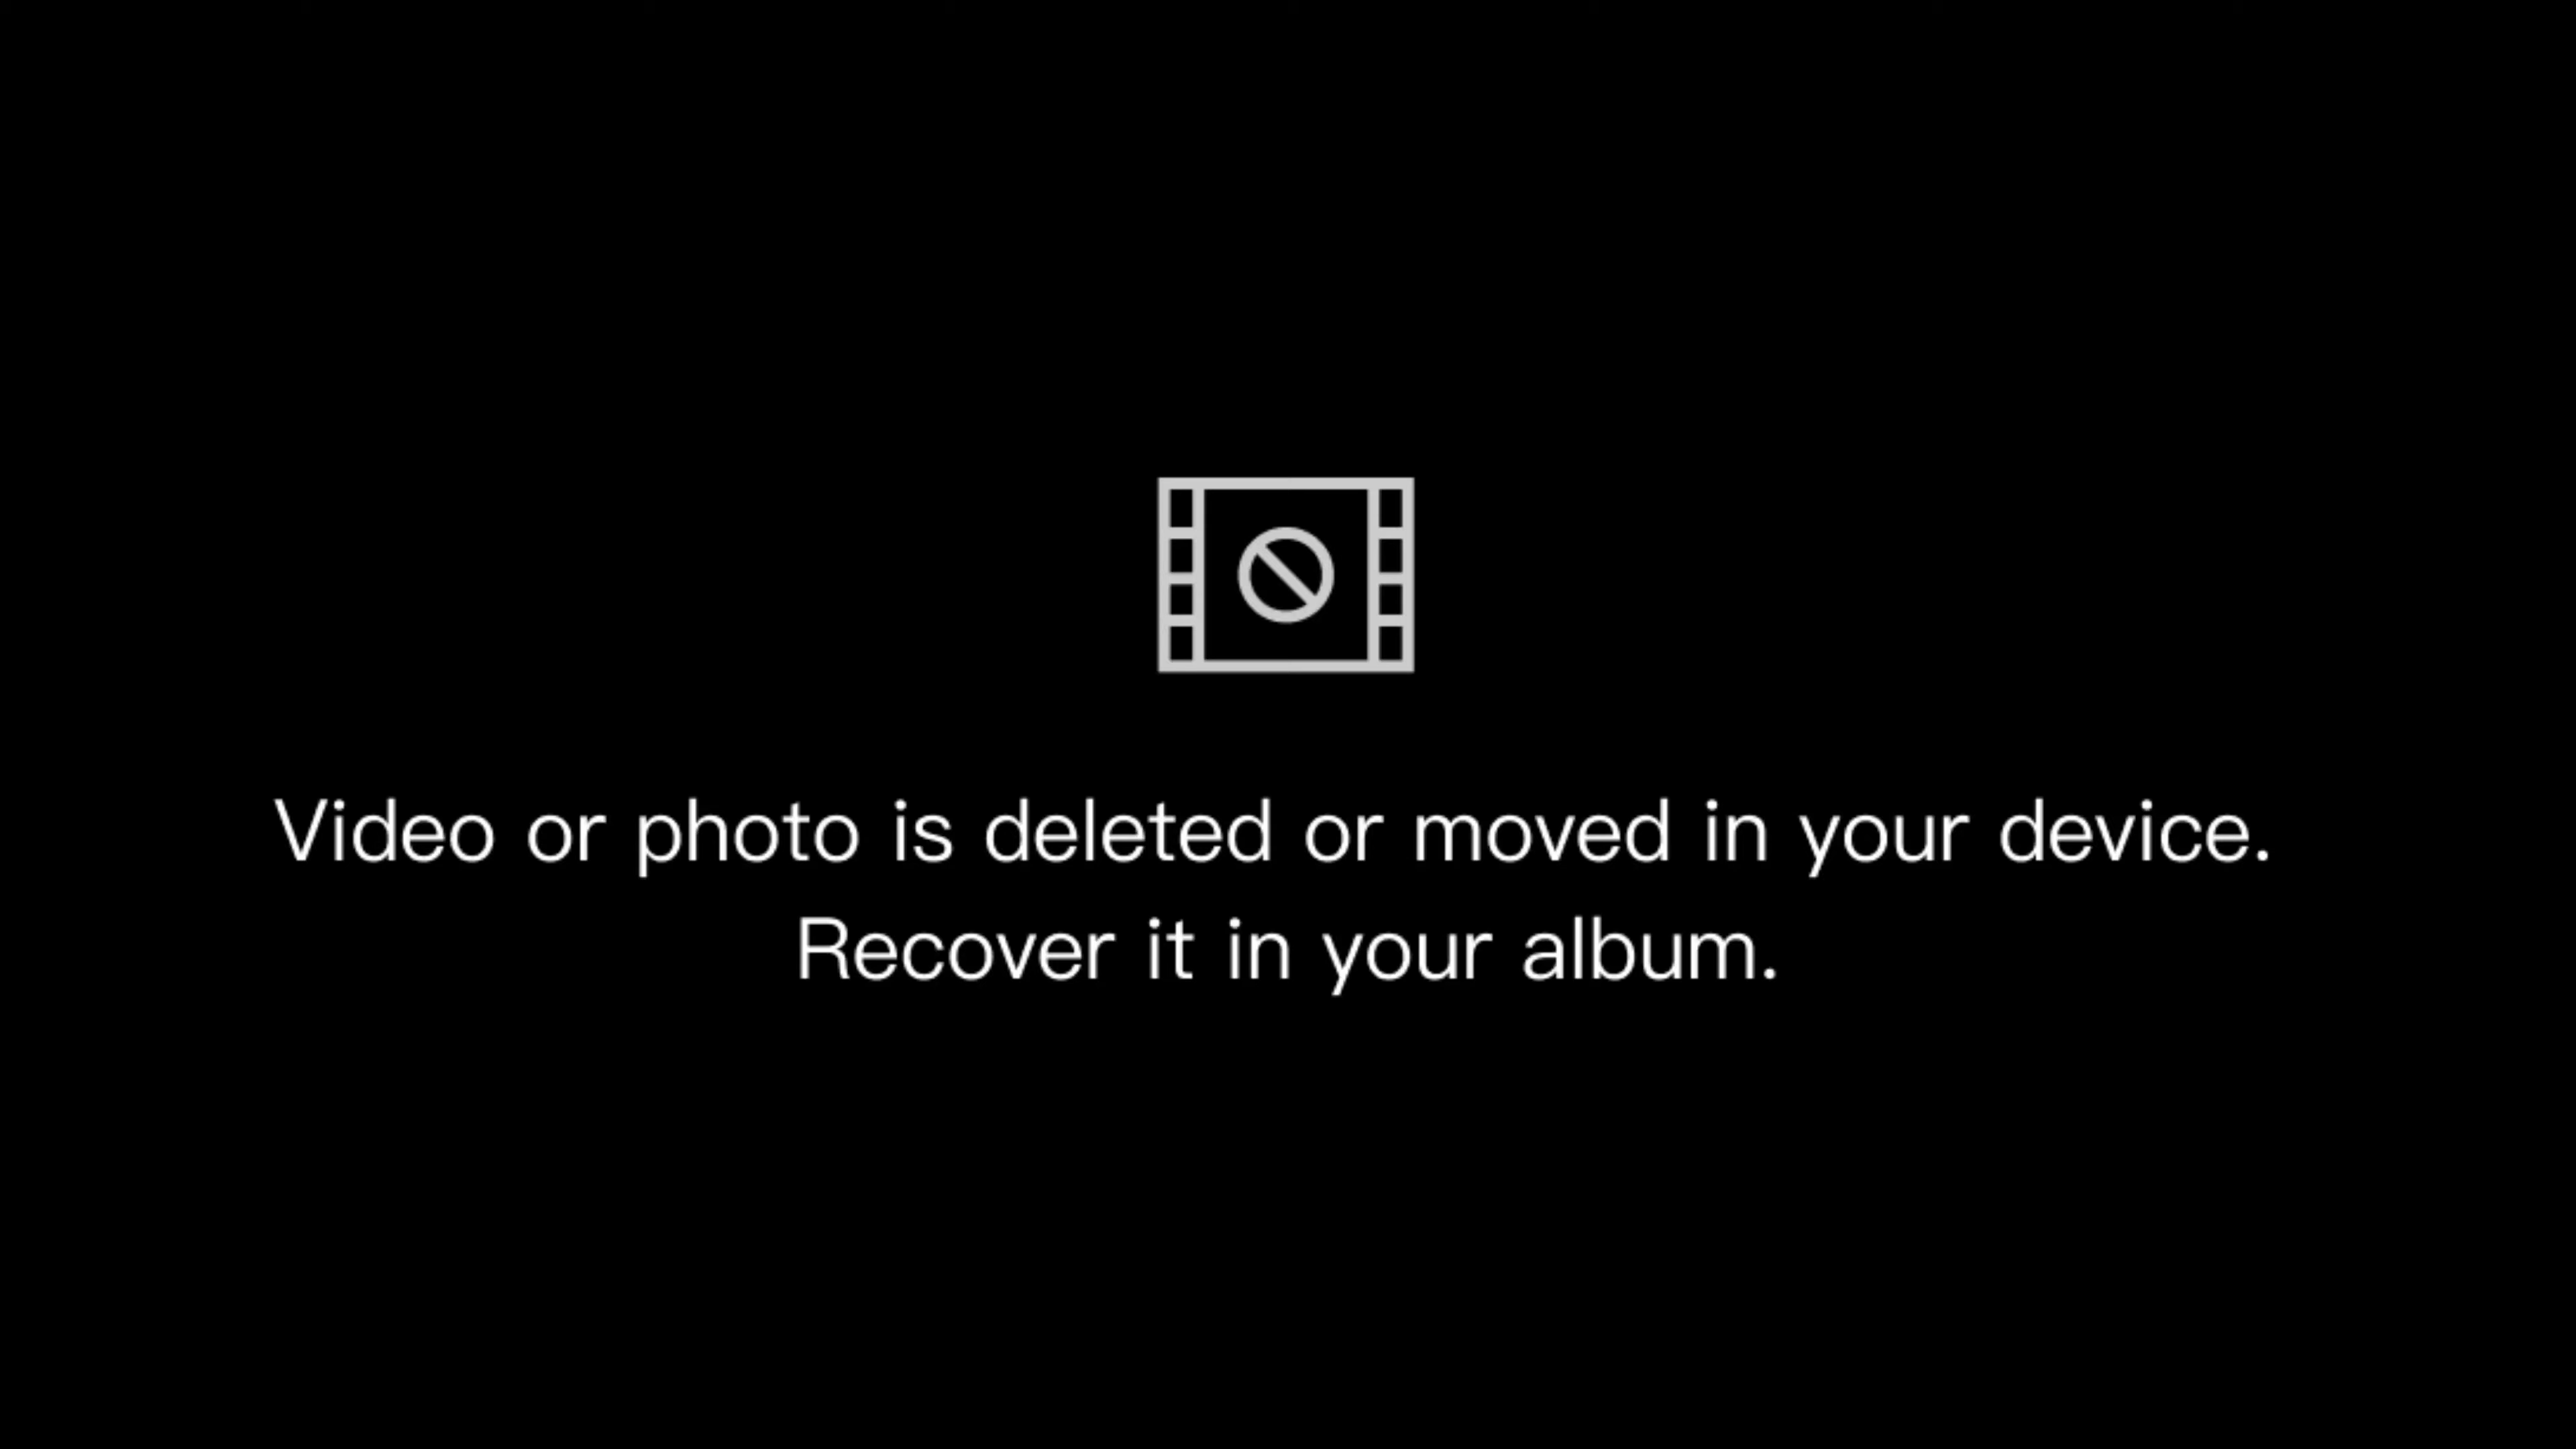 Video or photo is deleted or moved in your device.
Recover it in your album.